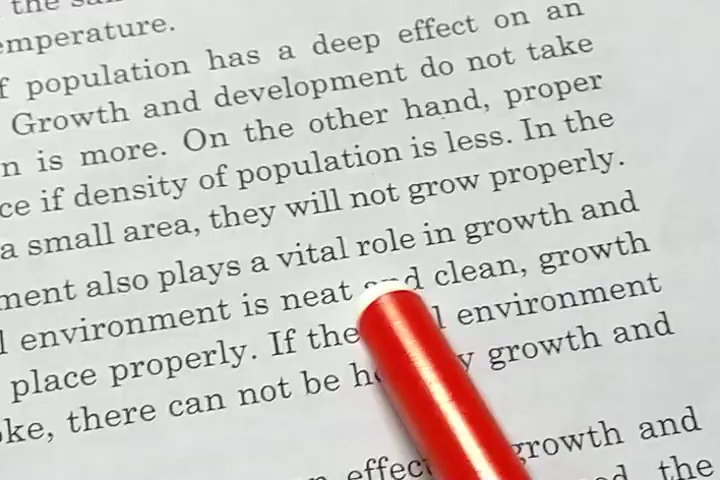 the
temperature.
f population has a deep effect on an
Growth and development do not take
n is more. On the other hand, proper
ce if density of population is less. In the
a small area, they will not grow properly.
ment also plays a vital role in growth and
l environment is neat and clean, growth
place properly. If the l environment
ke, there can not be h y growth and
effect growth and
the